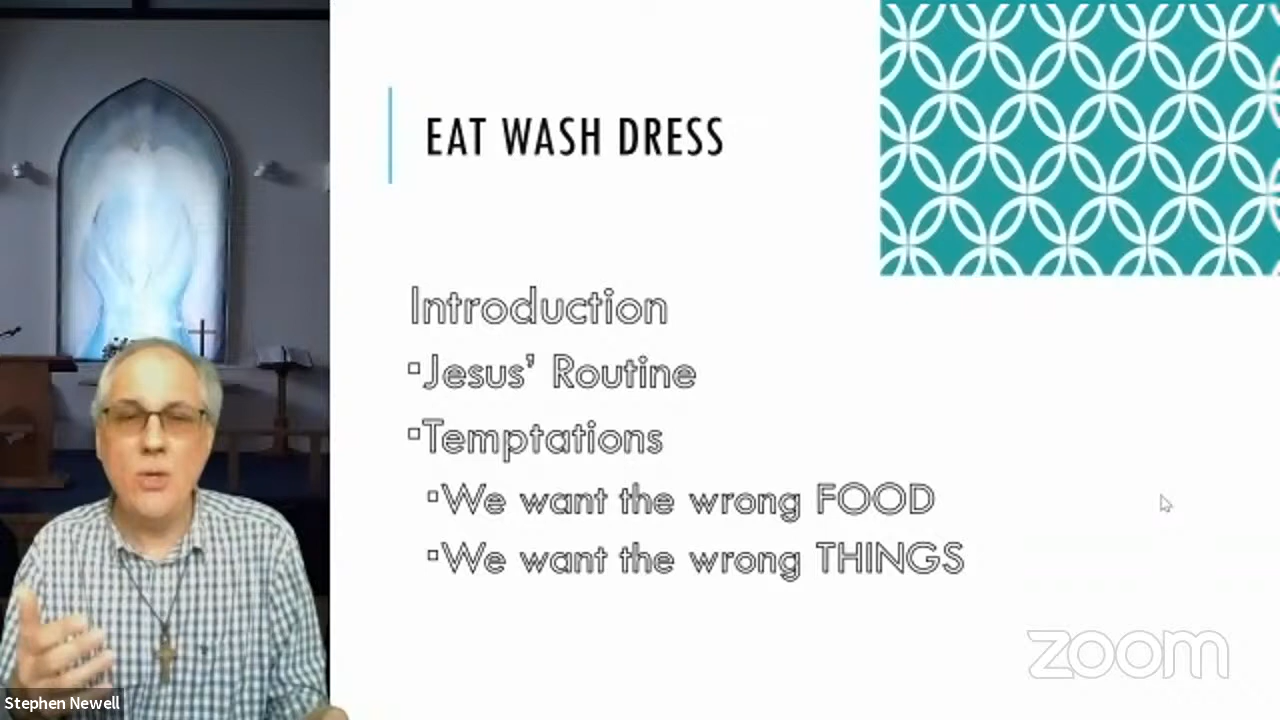 EAT WASH DRESS
Introduction
▫Jesus’ Routine
▫Temptations
▫We want the wrong FOOD
▫We want the wrong THINGS
zoom
Stephen Newell